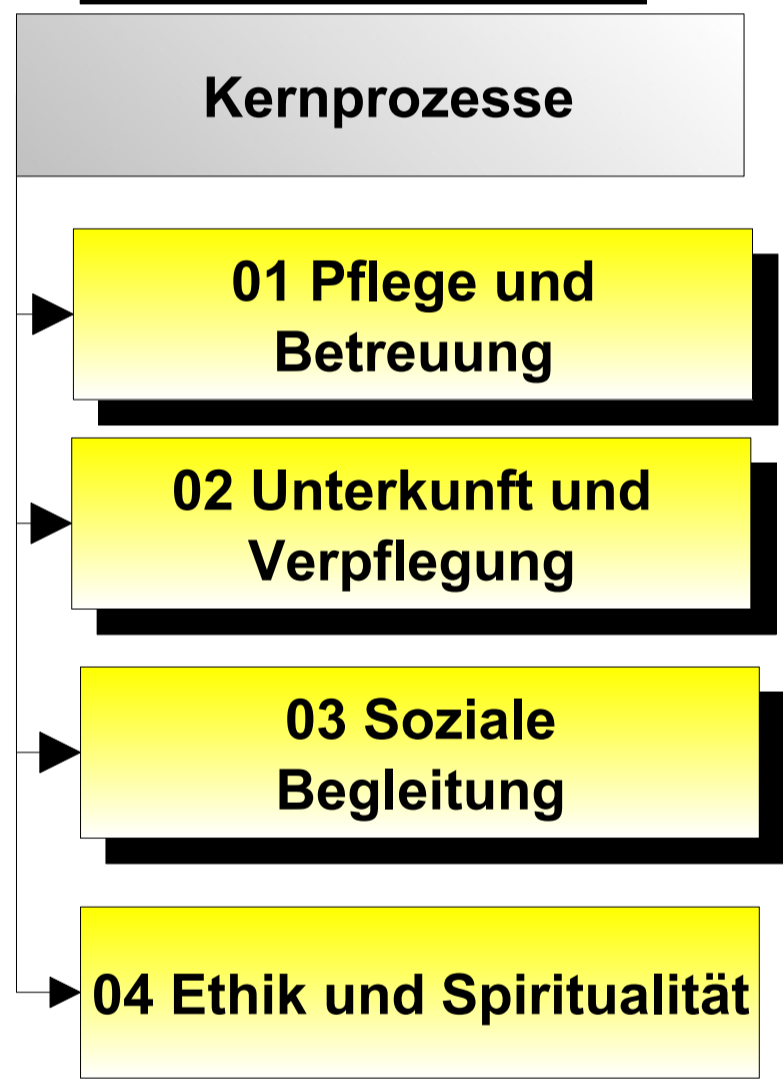 Kernprozesse
01 Pflege und
Betreuung
02 Unterkunft und
Verpflegung
03 Soziale
Begleitung
04 Ethik und Spiritualität